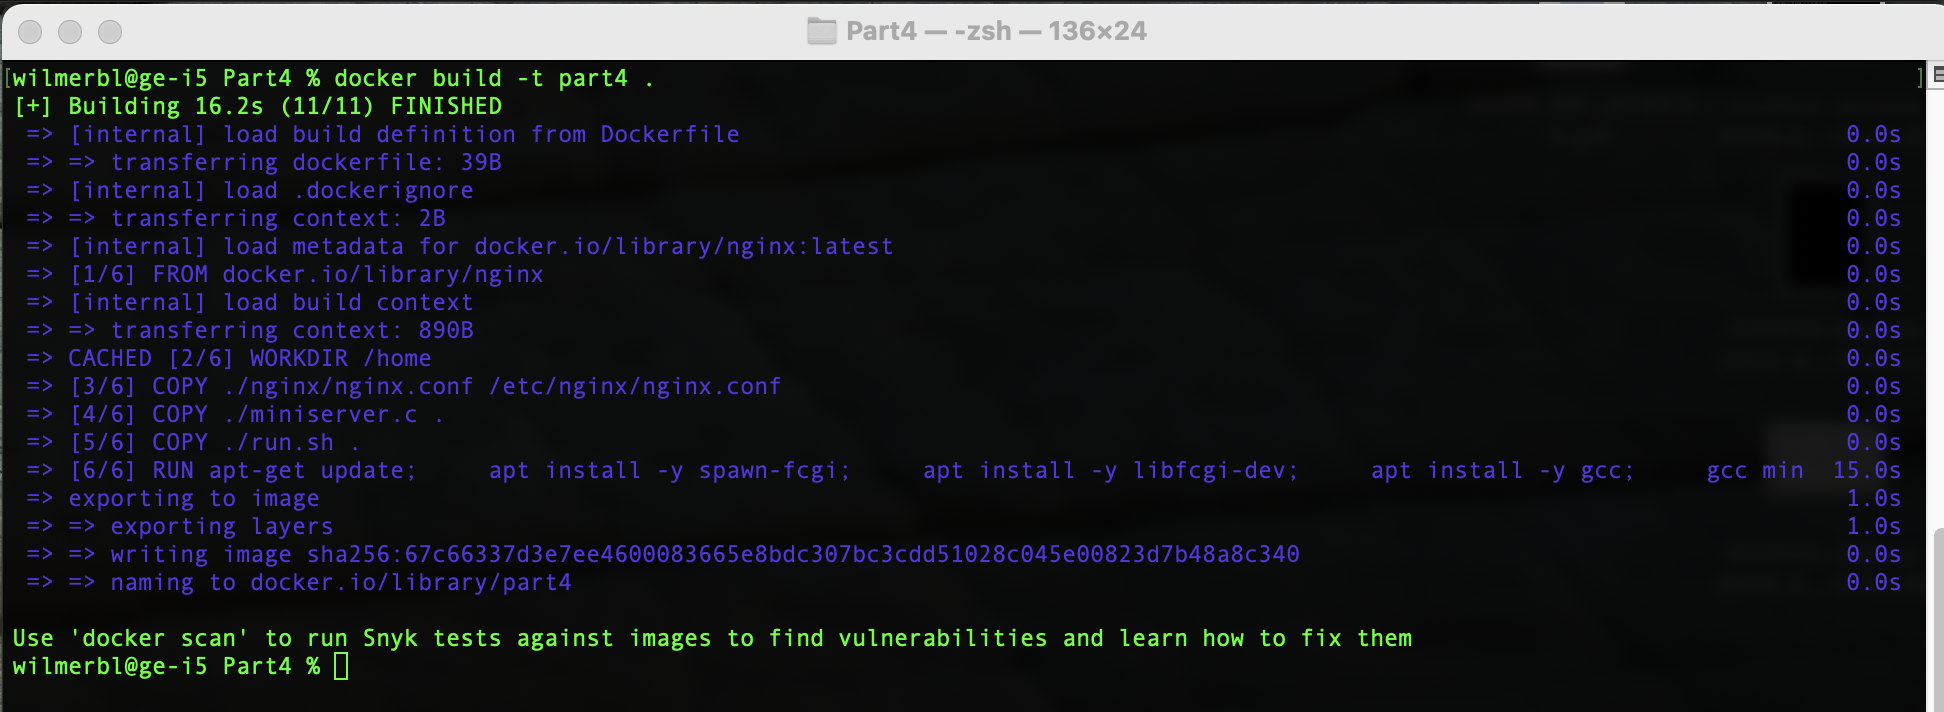 Part4 — -zsh — 136×24
[wilmerbl@ge-i5 Part4 % docker build -t part4 . ]
[+] Building 16.2s (11/11) FINISHED
=> [internal] load build definition from Dockerfile 0.0s
=> => transferring dockerfile: 39B 0.0s
=> [internal] load .dockerignore 0.0s
=> => transferring context: 2B 0.0s
=> [internal] load metadata for docker.io/library/nginx:latest 0.0s
=> [1/6] FROM docker.io/library/nginx 0.0s
=> [internal] load build context 0.0s
=> => transferring context: 890B 0.0s
=> CACHED [2/6] WORKDIR /home 0.0s
=> [3/6] COPY ./nginx/nginx.conf /etc/nginx/nginx.conf 0.0s
=> [4/6] COPY ./miniserver.c . 0.0s
=> [5/6] COPY ./run.sh . 0.0s
=> [6/6] RUN apt-get update;     apt install -y spawn-fcgi;     apt install -y libfcgi-dev;     apt install -y gcc;     gcc min 15.0s
=> exporting to image 1.0s
=> => exporting layers 1.0s
=> => writing image sha256:67c66337d3e7ee4600083665e8bdc307bc3cdd51028c045e00823d7b48a8c340 0.0s
=> => naming to docker.io/library/part4 0.0s
Use 'docker scan' to run Snyk tests against images to find vulnerabilities and learn how to fix them
wilmerbl@ge-i5 Part4 %